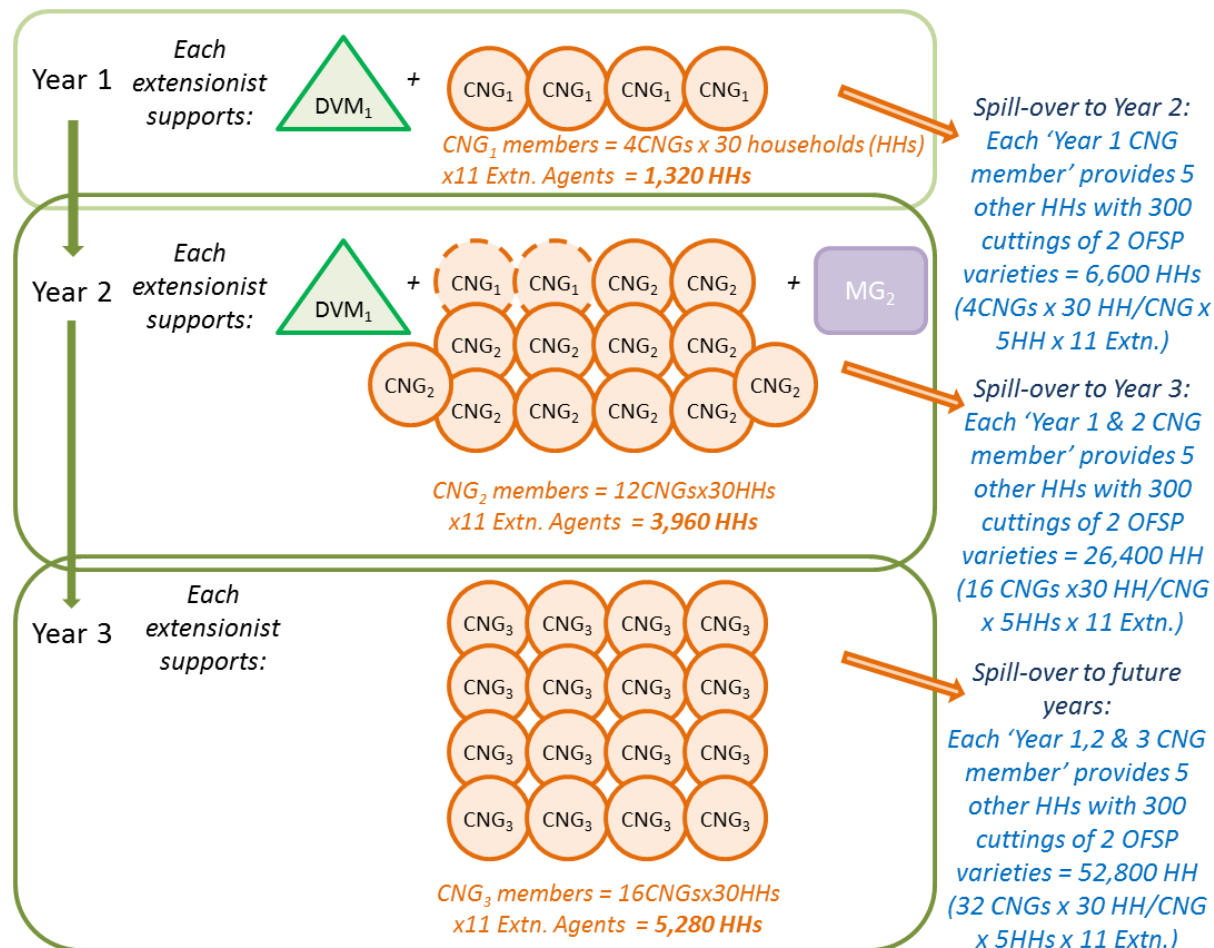 Year 1
Each
extensionist
supports:
DVM₁
+
CNG₁ CNG₁ CNG₁ CNG₁
CNG₁ members = 4CNGs x 30 households (HHs)
x11 Extn. Agents = 1,320 HHs
Spill-over to Year 2:
Each ‘Year 1 CNG
member’ provides 5
other HHs with 300
cuttings of 2 OFSP
varieties = 6,600 HHs
(4CNGs x 30 HH/CNG x
5HH x 11 Extn.)
Year 2
Each
extensionist
supports:
DVM₁
+
CNG₁ CNG₁ CNG₂ CNG₂
CNG₂ CNG₂ CNG₂ CNG₂
CNG₂ CNG₂
CNG₂ CNG₂ CNG₂ CNG₂
+
MG₂
CNG₂ members = 12CNGsx30HHs
x11 Extn. Agents = 3,960 HHs
Spill-over to Year 3:
Each ‘Year 1 & 2 CNG
member’ provides 5
other HHs with 300
cuttings of 2 OFSP
varieties = 26,400 HH
(16 CNGs x30 HH/CNG
x 5HHs x 11 Extn.)
Year 3
Each
extensionist
supports:
CNG₃ CNG₃ CNG₃ CNG₃
CNG₃ CNG₃ CNG₃ CNG₃
CNG₃ CNG₃ CNG₃ CNG₃
CNG₃ CNG₃ CNG₃ CNG₃
CNG₃ members = 16CNGsx30HHs
x11 Extn. Agents = 5,280 HHs
Spill-over to future
years:
Each ‘Year 1,2 & 3 CNG
member’ provides 5
other HHs with 300
cuttings of 2 OFSP
varieties = 52,800 HH
(32 CNGs x 30 HH/CNG
x 5HHs x 11 Extn.)